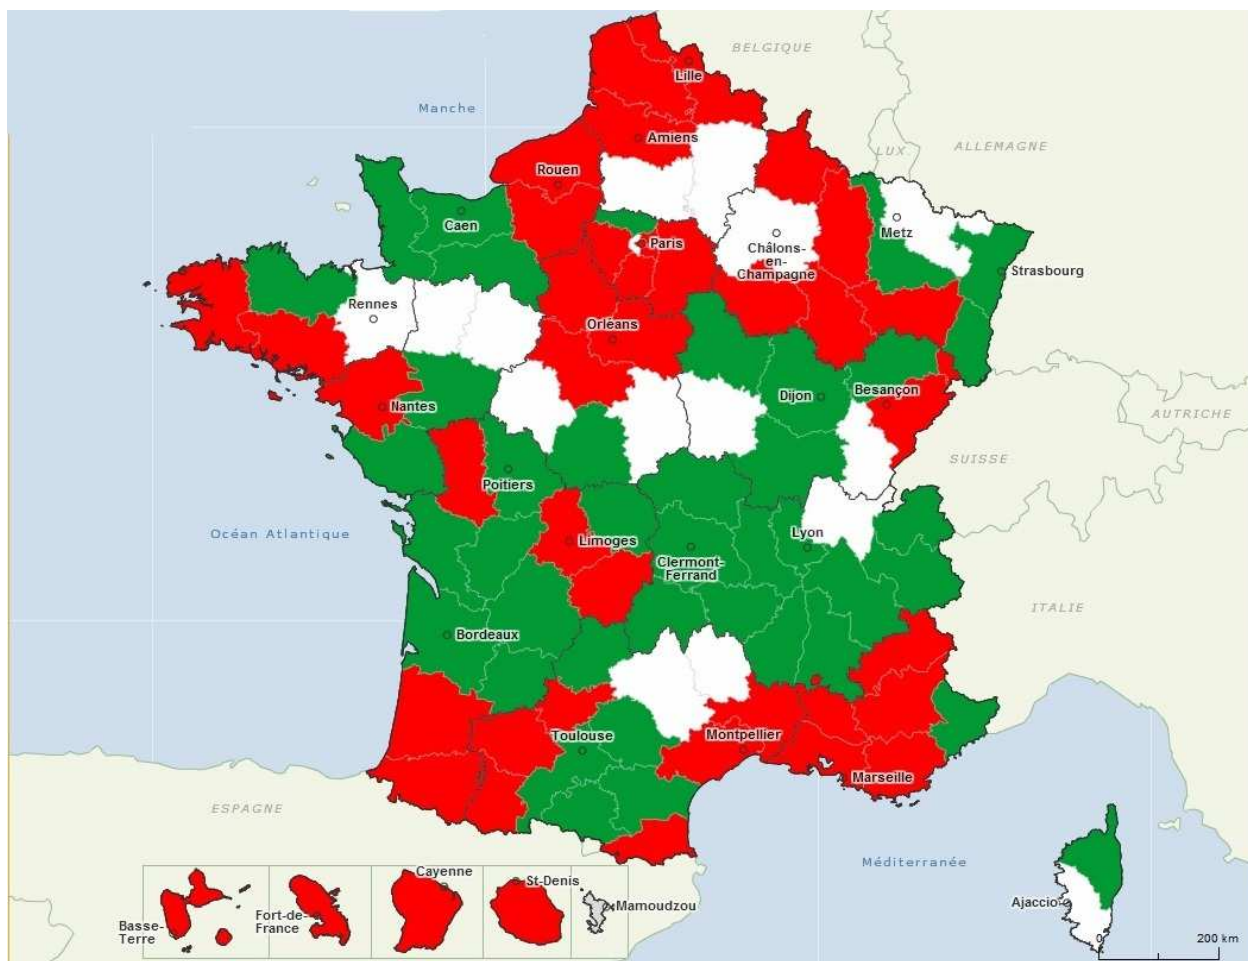 BELGIQUE
Lille
Manche
Amiens
LUX.
ALLEMAGNE
Rouen
Caen
Metz
Paris
Châlons-
en-
Champagne
Strasbourg
Rennes
Orléans
Dijon
Besançon
Nantes
AUTRICHE
SUISSE
Poitiers
Océan Atlantique
Lyon
Limoges
Clermont-
Ferrand
ITALIE
Bordeaux
Toulouse
Montpellier
Marseille
ESPAGNE
Méditerranée
Cayenne
St-Denis
Ajaccio
Mamoudzou
Fort-de-
France
Basse-
Terre
0
200 km